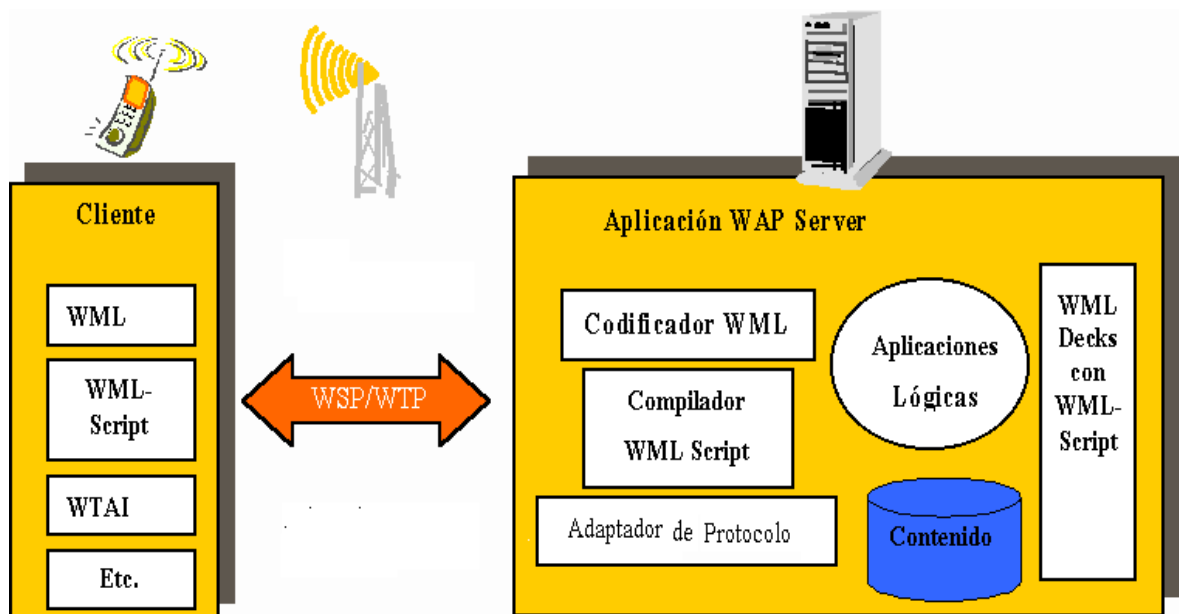 Cliente
WML
WML-
Script
WTAI
Etc.
WSP/WTP
Aplicación WAP Server
Codificador WML
Compilador
WML Script
Adaptador de Protocolo
Aplicaciones
Lógicas
Contenido
WML
Decks
con
WML-
Script